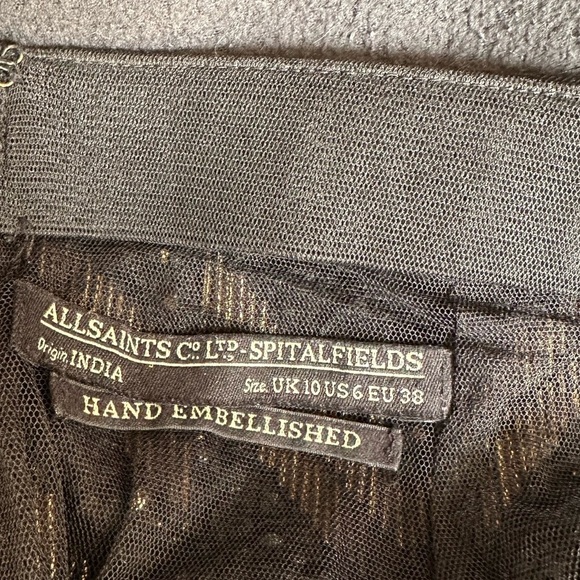 ALLSAINTS Co. LTD.-SPITALFIELDS
Origin. INDIA
Size. UK 10 US 6 EU 38
HAND EMBELLISHED